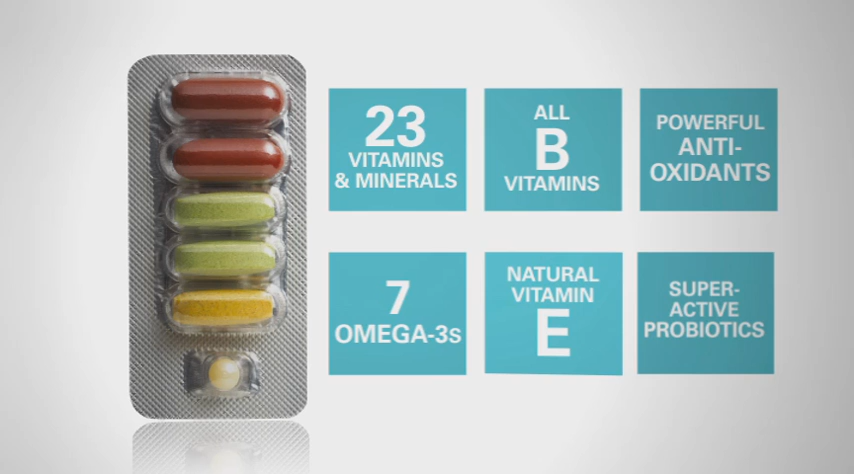 23
VITAMINS
& MINERALS
ALL
B
VITAMINS
POWERFUL
ANTI-
OXIDANTS
7
OMEGA-3s
NATURAL
VITAMIN
E
SUPER-
ACTIVE
PROBIOTICS